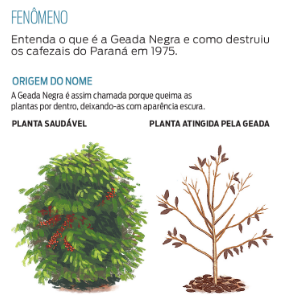 FENÔMENO
Entenda o que é a Geada Negra e como destruiu
os cafezais do Paraná em 1975.
ORIGEM DO NOME
A Geada Negra é assim chamada porque queima as
plantas por dentro, deixando-as com aparência escura.
PLANTA SAUDÁVEL
PLANTA ATINGIDA PELA GEADA